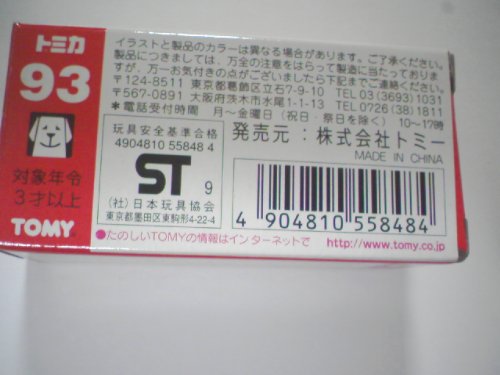 トミカ
93
対象年令
3才以上
TOMY
イラストと製品のカラーは異なる場合があります。ご了承ください。
製品につきましては、万全の注意をはらって製造に当たっておりま
すが、万一お気付きの点がございましたら下記までご連絡ください。
〒124-8511 東京都葛飾区立石7-9-10 TEL03(3693)1031
〒567-0891 大阪府茨木市水尾1-1-13 TEL0726(38)1811
*電話受付時間 月〜金曜日(祝日・祭日を除く)10〜17時
発売元:株式会社トミー
MADE IN CHINA
玩具安全基準合格
4904810 55848 4
ST 9
(社)日本玩具協会
東京都墨田区東駒形4-22-4
4 904810 558484
●たのしいTOMYの情報はインターネットで http://www.tomy.co.jp